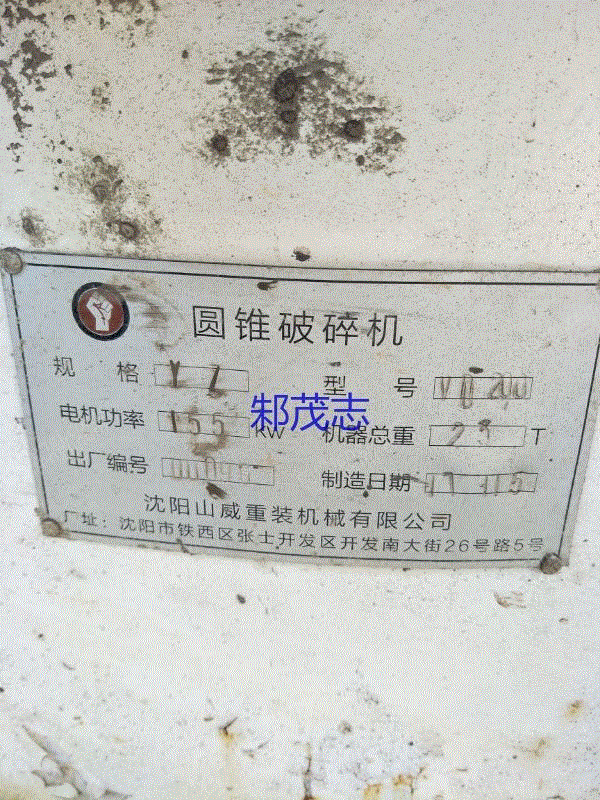 圆锥破碎机
规格 YZ 型号
电机功率 155 KW 机器总重 23 T
出厂编号 制造日期
沈阳山威重装机械有限公司
厂址：沈阳市铁西区张士开发区开发南大街26号路5号
邾茂志